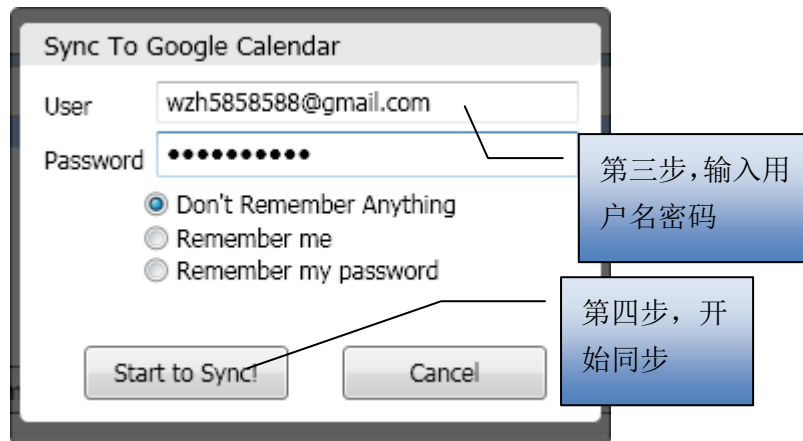 Sync To Google Calendar
User wzh5858588@gmail.com
Password ••••••••••
第三步，输入用
户名密码
Don't Remember Anything
Remember me
Remember my password
第四步，开
始同步
Start to Sync! Cancel